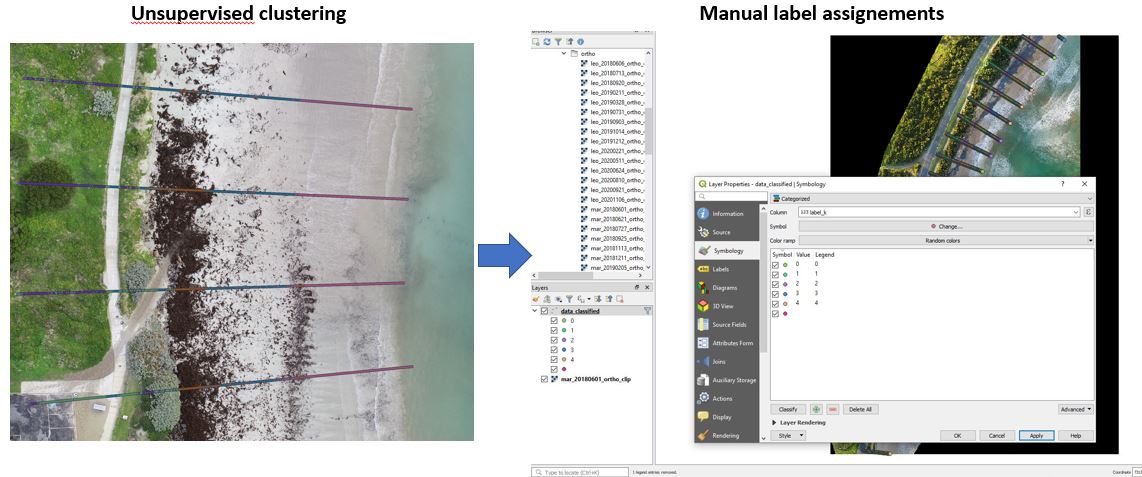 Unsupervised clustering
Manual label assignements
Browser
ortho
leo_20180606_ortho_
leo_20180713_ortho_
leo_20180920_ortho_
leo_20190211_ortho_
leo_20190328_ortho_
leo_20190731_ortho_
leo_20190903_ortho_
leo_20191014_ortho_
leo_20191212_ortho_
leo_20200221_ortho_
leo_20200511_ortho_
leo_20200624_ortho_
leo_20200810_ortho_
leo_20200921_ortho_
leo_20201106_ortho_
mar_20180601_ortho_
mar_20180621_ortho_
mar_20180727_ortho_
mar_20180925_ortho_
mar_20181113_ortho_
mar_20181211_ortho_
mar_20190205_ortho_
Layers
data_classified
0
1
2
3
4
mar_20180601_ortho_clip
Type to locate (Ctrl+K)
1 legend entries removed.
Coordinate
Layer Properties - data_classified | Symbology
Information
Source
Symbology
Labels
Diagrams
3D View
Source Fields
Attributes Form
Joins
Auxiliary Storage
Actions
Display
Rendering
Categorized
Column 123 label_k
Symbol Change...
Color ramp Random colors
Symbol Value Legend
0 0
1 1
2 2
3 3
4 4
Classify Delete All Advanced
Layer Rendering
Style OK Cancel Apply Help